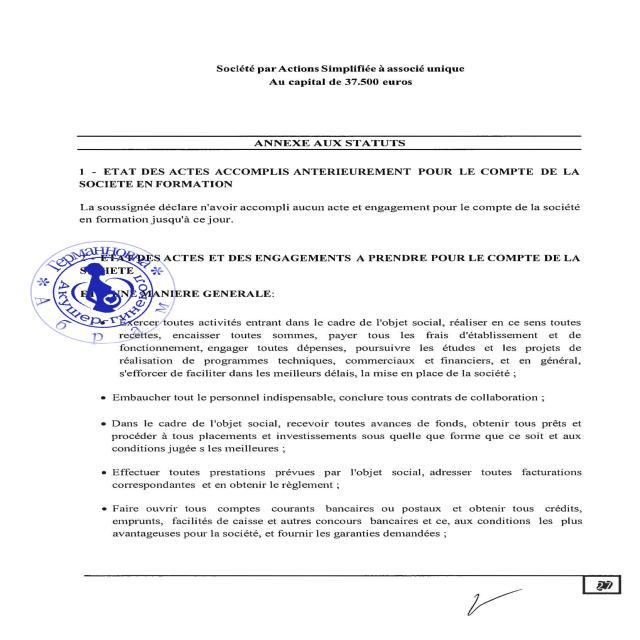 Société par Actions Simplifiée à associé unique
Au capital de 37.500 euros
ANNEXE AUX STATUTS
1 - ETAT DES ACTES ACCOMPLIS ANTERIEUREMENT POUR LE COMPTE DE LA
SOCIETE EN FORMATION
La soussignée déclare n'avoir accompli aucun acte et engagement pour le compte de la société
en formation jusqu'à ce jour.
- ETAT DES ACTES ET DES ENGAGEMENTS A PRENDRE POUR LE COMPTE DE LA
MANIERE GENERALE:
• Exercer toutes activités entrant dans le cadre de l'objet social, réaliser en ce sens toutes
recettes, encaisser toutes sommes, payer tous les frais d'établissement et de
fonctionnement, engager toutes dépenses, poursuivre les études et les projets de
réalisation de programmes techniques, commerciaux et financiers, et en général,
s'efforcer de faciliter dans les meilleurs délais, la mise en place de la société ;
• Embaucher tout le personnel indispensable, conclure tous contrats de collaboration ;
• Dans le cadre de l'objet social, recevoir toutes avances de fonds, obtenir tous prêts et
procéder à tous placements et investissements sous quelle que forme que ce soit et aux
conditions jugée s les meilleures ;
• Effectuer toutes prestations prévues par l'objet social, adresser toutes facturations
correspondantes et en obtenir le règlement ;
• Faire ouvrir tous comptes courants bancaires ou postaux et obtenir tous crédits,
emprunts, facilités de caisse et autres concours bancaires et ce, aux conditions les plus
avantageuses pour la société, et fournir les garanties demandées ;
* Германновна *
Акушер-гинеколог
А б р а м